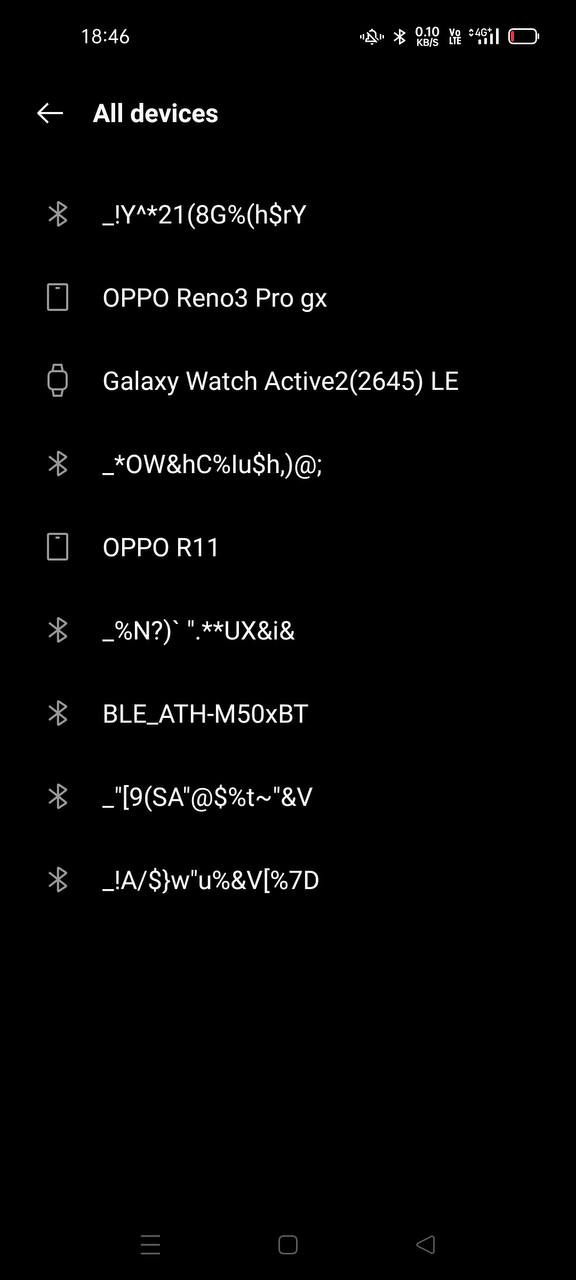 18:46 0.10 KB/S Vo LTE 4G+
All devices
_!Y^*21(8G%(h$rY
OPPO Reno3 Pro gx
Galaxy Watch Active2(2645) LE
_*OW&hC%Iu$h,)@;
OPPO R11
_%N?)` ".**UX&i&
BLE_ATH-M50xBT
_"[9(SA"@$%t~"&V
_!A/$}w"u%&V[%7D